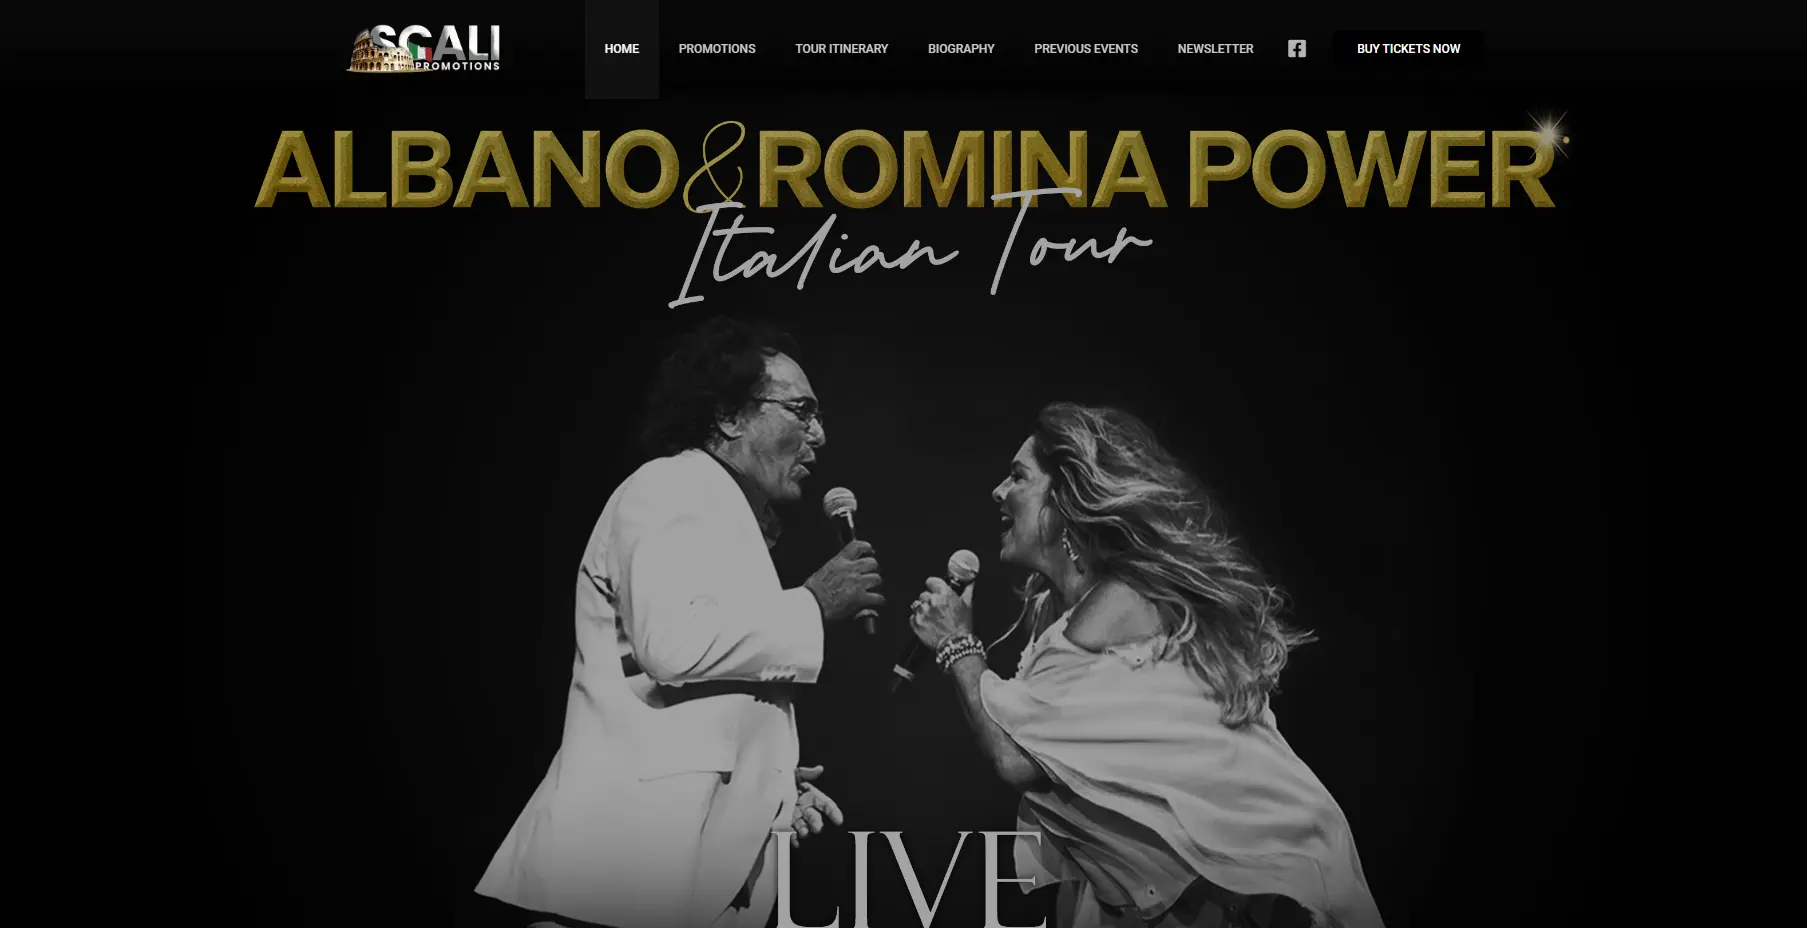 SCALI
PROMOTIONS
HOME
PROMOTIONS
TOUR ITINERARY
BIOGRAPHY
PREVIOUS EVENTS
NEWSLETTER
BUY TICKETS NOW
ALBANO & ROMINA POWER
Italian Tour
LIVE